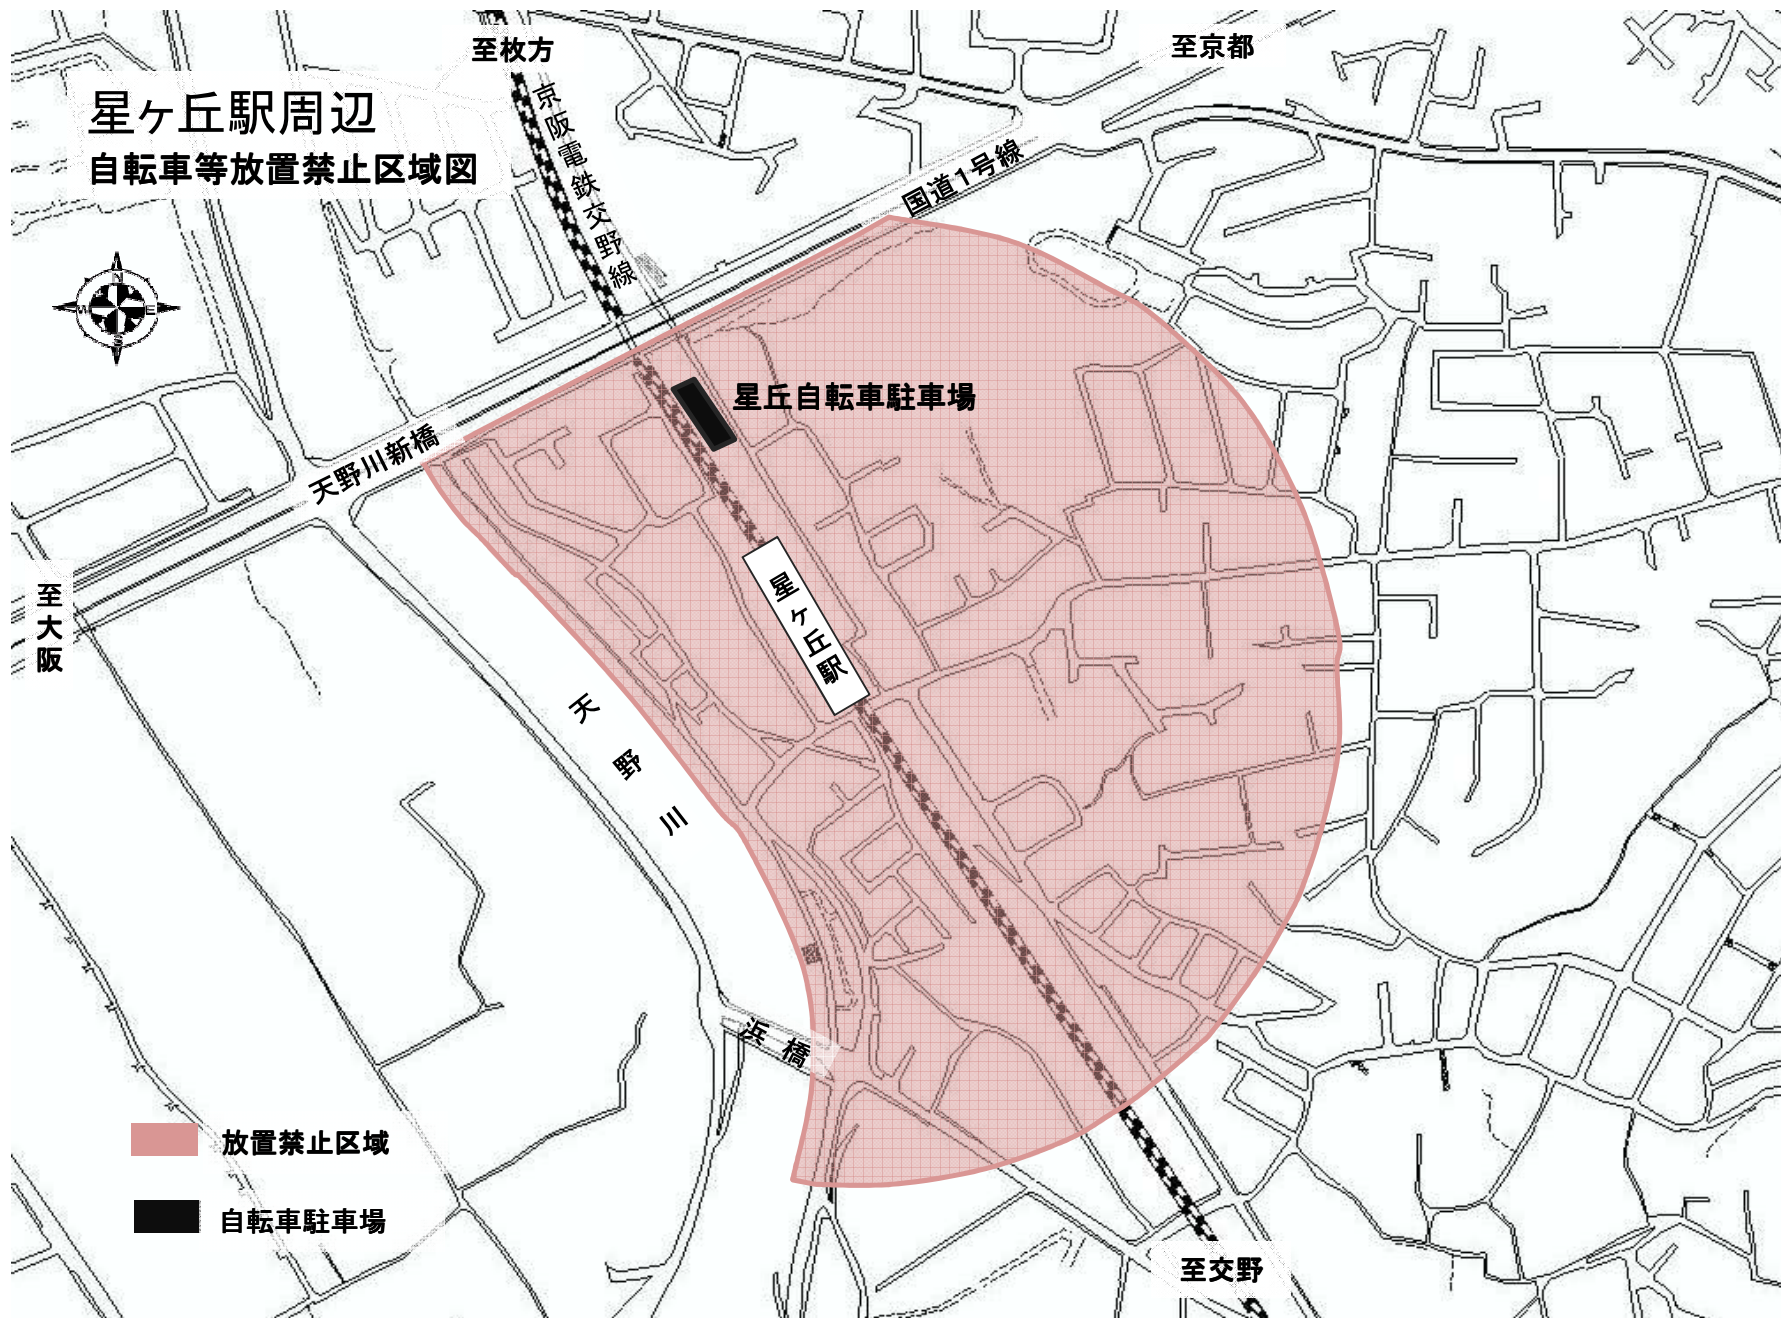 至枚方
至京都
星ヶ丘駅周辺
自転車等放置禁止区域図
京阪電鉄交野線
国道1号線
N
W
E
S
星丘自転車駐車場
天野川新橋
至大阪
星ヶ丘駅
天野川
浜橋
放置禁止区域
自転車駐車場
至交野